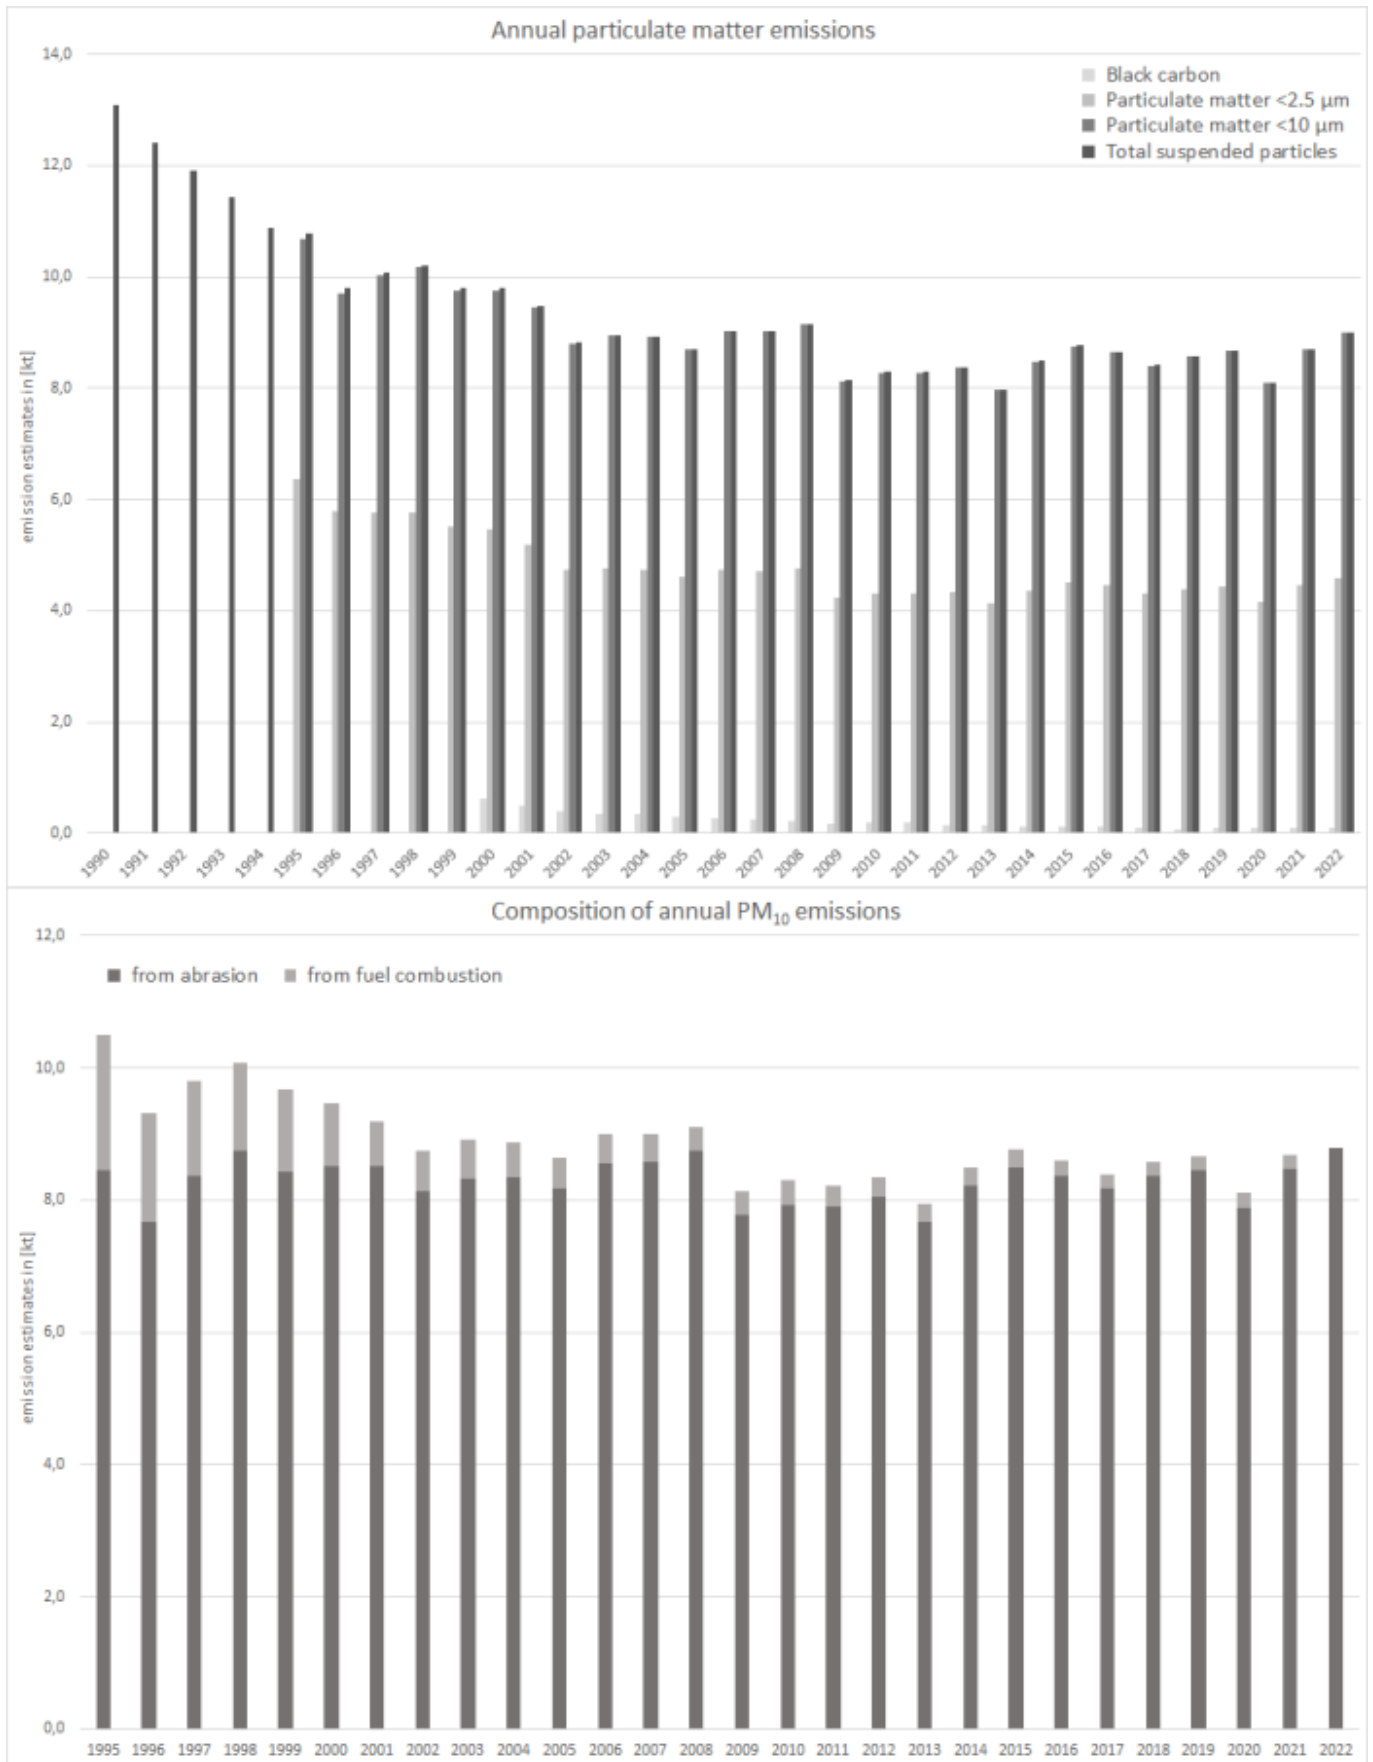 Annual particulate matter emissions
14,0
12,0
10,0
8,0
6,0
4,0
2,0
0,0
emission estimates in [kt]
Black carbon
Particulate matter <2.5 µm
Particulate matter <10 µm
Total suspended particles
1990 1991 1992 1993 1994 1995 1996 1997 1998 1999 2000 2001 2002 2003 2004 2005 2006 2007 2008 2009 2010 2011 2012 2013 2014 2015 2016 2017 2018 2019 2020 2021 2022
Composition of annual PM₁₀ emissions
12,0
10,0
8,0
6,0
4,0
2,0
0,0
emission estimates in [kt]
from abrasion from fuel combustion
1995 1996 1997 1998 1999 2000 2001 2002 2003 2004 2005 2006 2007 2008 2009 2010 2011 2012 2013 2014 2015 2016 2017 2018 2019 2020 2021 2022